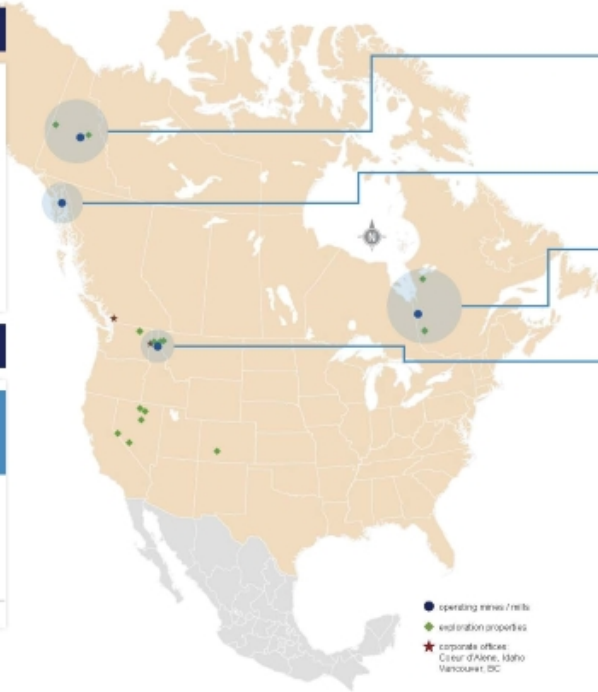 N
operating mines / mills
exploration properties
corporate offices:
Coeur d'Alene, Idaho
Vancouver, BC